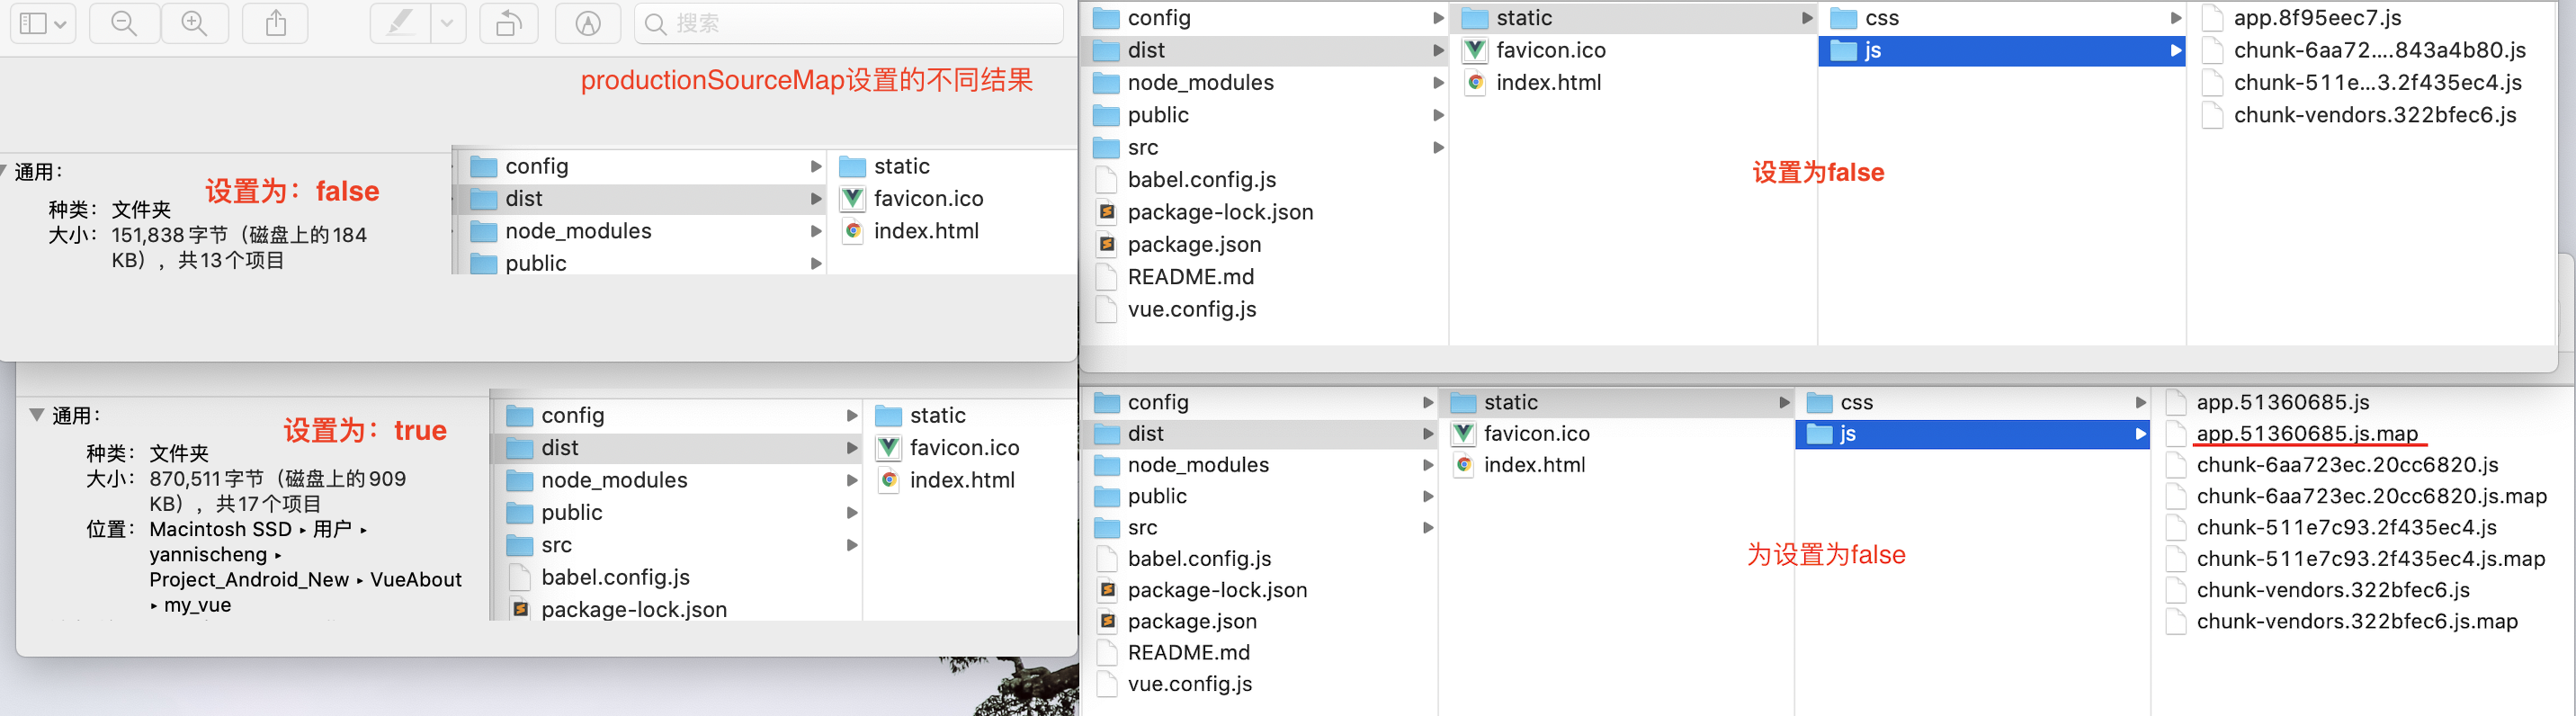 搜索
productionSourceMap设置的不同结果
通用：
设置为：false
种类：文件夹
大小：151,838 字节（磁盘上的 184
KB），共 13 个项目
config
dist
node_modules
public
static
favicon.ico
index.html
config
dist
node_modules
public
src
babel.config.js
package-lock.json
package.json
README.md
vue.config.js
static
favicon.ico
index.html
css
js
app.8f95eec7.js
chunk-6aa72....843a4b80.js
chunk-511e...3.2f435ec4.js
chunk-vendors.322bfec6.js
设置为false
通用：
设置为：true
种类：文件夹
大小：870,511 字节（磁盘上的 909
KB），共 17 个项目
位置：Macintosh SSD ▸ 用户 ▸
yannischeng ▸
Project_Android_New ▸ VueAbout
▸ my_vue
config
dist
node_modules
public
src
babel.config.js
package-lock.json
static
favicon.ico
index.html
config
dist
node_modules
public
src
babel.config.js
package-lock.json
package.json
README.md
vue.config.js
static
favicon.ico
index.html
css
js
app.51360685.js
app.51360685.js.map
chunk-6aa723ec.20cc6820.js
chunk-6aa723ec.20cc6820.js.map
chunk-511e7c93.2f435ec4.js
chunk-511e7c93.2f435ec4.js.map
chunk-vendors.322bfec6.js
chunk-vendors.322bfec6.js.map
为设置为false